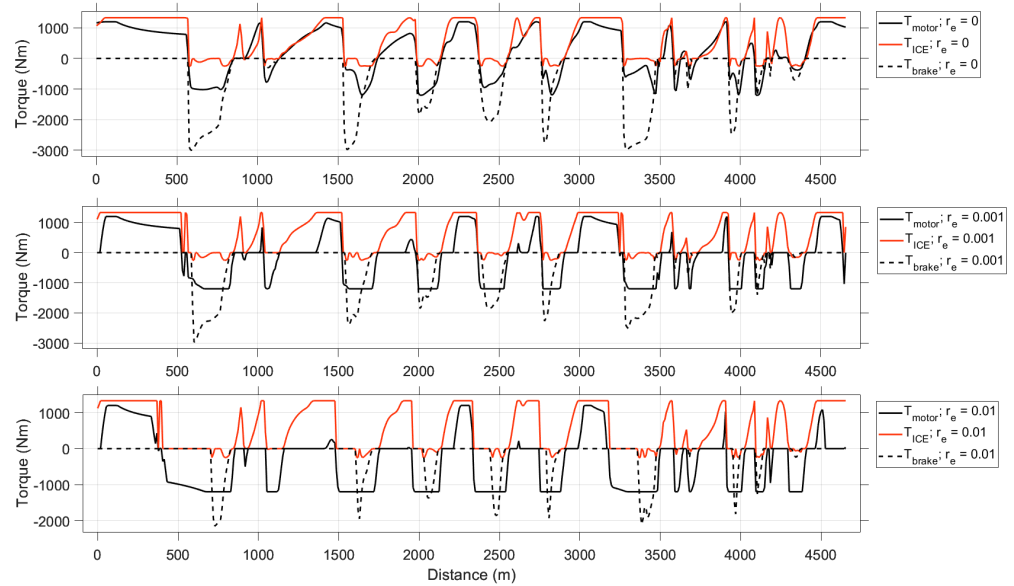 1000
0
-1000
-2000
-3000
Torque (Nm)
0 500 1000 1500 2000 2500 3000 3500 4000 4500
T_motor; r_e = 0
T_ICE; r_e = 0
T_brake; r_e = 0
1000
0
-1000
-2000
-3000
Torque (Nm)
0 500 1000 1500 2000 2500 3000 3500 4000 4500
T_motor; r_e = 0.001
T_ICE; r_e = 0.001
T_brake; r_e = 0.001
1000
0
-1000
-2000
Torque (Nm)
0 500 1000 1500 2000 2500 3000 3500 4000 4500
Distance (m)
T_motor; r_e = 0.01
T_ICE; r_e = 0.01
T_brake; r_e = 0.01